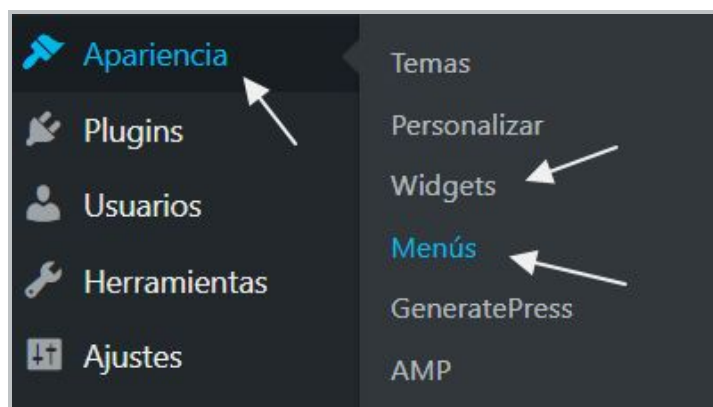 Apariencia
Plugins
Usuarios
Herramientas
Ajustes
Temas
Personalizar
Widgets
Menús
GeneratePress
AMP